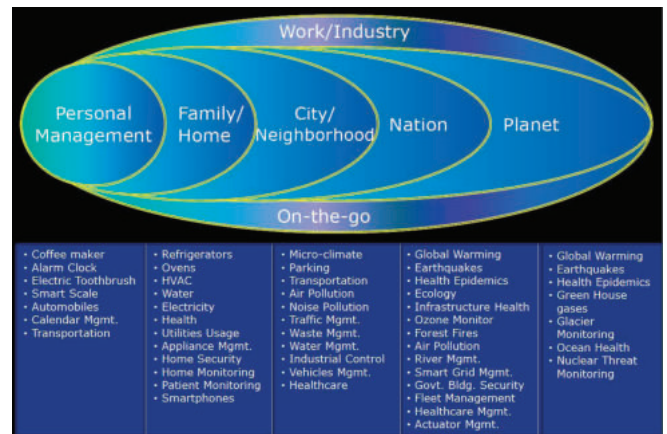 Work/Industry
Personal
Management
Family/
Home
City/
Neighborhood
Nation
Planet
On-the-go
• Coffee maker
• Alarm Clock
• Electric Toothbrush
• Smart Scale
• Automobiles
• Calendar Mgmt.
• Transportation
• Refrigerators
• Ovens
• HVAC
• Water
• Electricity
• Health
• Utilities Usage
• Appliance Mgmt.
• Home Security
• Home Monitoring
• Patient Monitoring
• Smartphones
• Micro-climate
• Parking
• Transportation
• Air Pollution
• Noise Pollution
• Traffic Mgmt.
• Waste Mgmt.
• Water Mgmt.
• Industrial Control
• Vehicles Mgmt.
• Healthcare
• Global Warming
• Earthquakes
• Health Epidemics
• Ecology
• Infrastructure Health
• Ozone Monitor
• Forest Fires
• Air Pollution
• River Mgmt.
• Smart Grid Mgmt.
• Govt. Bldg. Security
• Fleet Management
• Healthcare Mgmt.
• Actuator Mgmt.
• Global Warming
• Earthquakes
• Health Epidemics
• Green House
gases
• Glacier
Monitoring
• Ocean Health
• Nuclear Threat
Monitoring